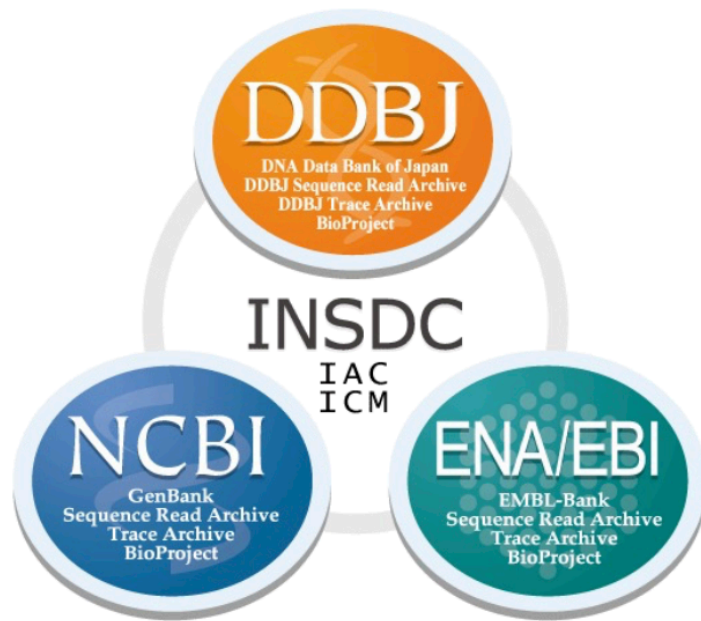 DDBJ
DNA Data Bank of Japan
DDBJ Sequence Read Archive
DDBJ Trace Archive
BioProject
INSDC
IAC
ICM
NCBI
GenBank
Sequence Read Archive
Trace Archive
BioProject
ENA/EBI
EMBL-Bank
Sequence Read Archive
Trace Archive
BioProject